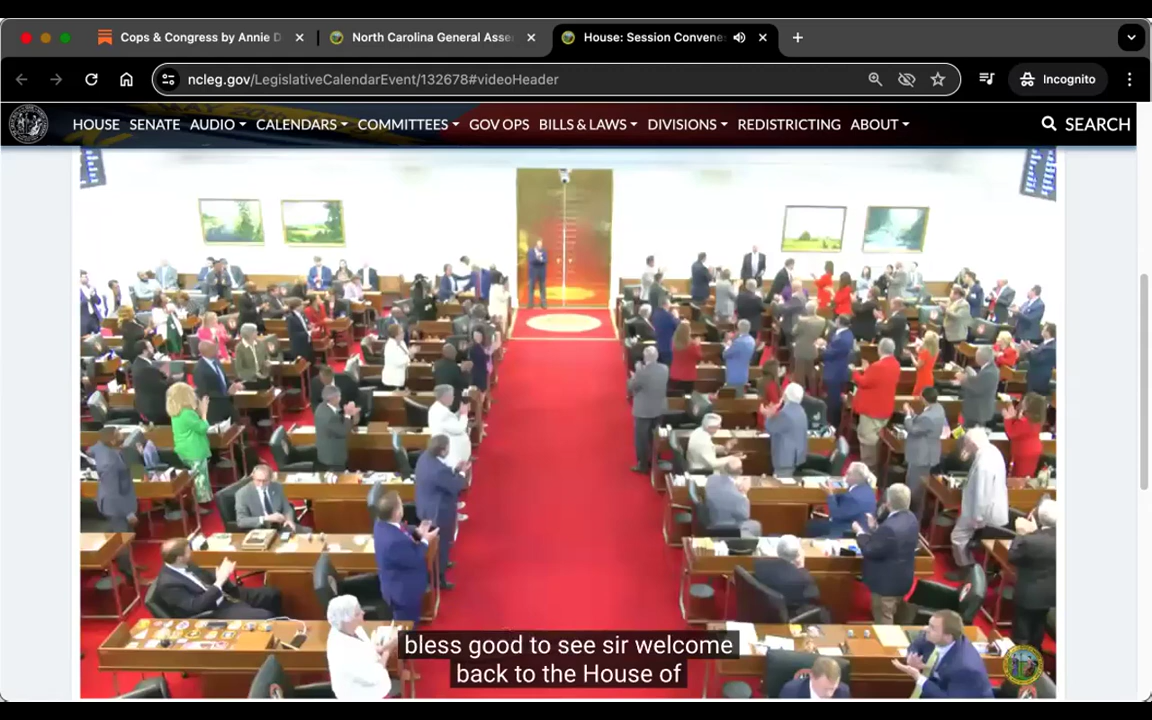 Cops & Congress by Annie D
North Carolina General Asse
House: Session Convene
ncleg.gov/LegislativeCalendarEvent/132678#videoHeader
Incognito
HOUSE SENATE AUDIO CALENDARS COMMITTEES GOV OPS BILLS & LAWS DIVISIONS REDISTRICTING ABOUT SEARCH
bless good to see sir welcome
back to the House of